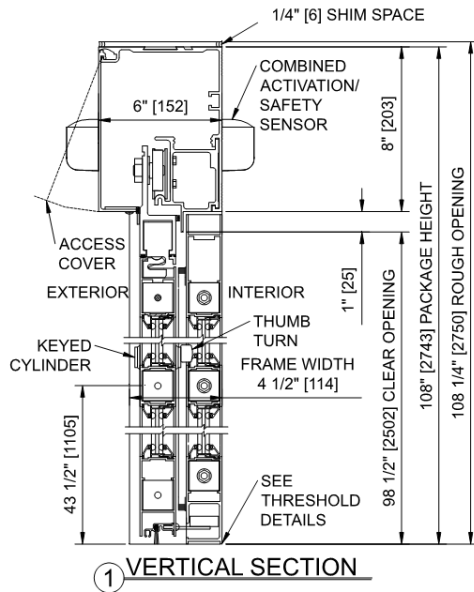 1/4" [6] SHIM SPACE
6" [152]
COMBINED
ACTIVATION/
SAFETY
SENSOR
8" [203]
ACCESS
COVER
EXTERIOR
INTERIOR
1" [25]
KEYED
CYLINDER
THUMB
TURN
FRAME WIDTH
4 1/2" [114]
43 1/2" [1105]
98 1/2" [2502] CLEAR OPENING
108" [2743] PACKAGE HEIGHT
108 1/4" [2750] ROUGH OPENING
SEE
THRESHOLD
DETAILS
1 VERTICAL SECTION